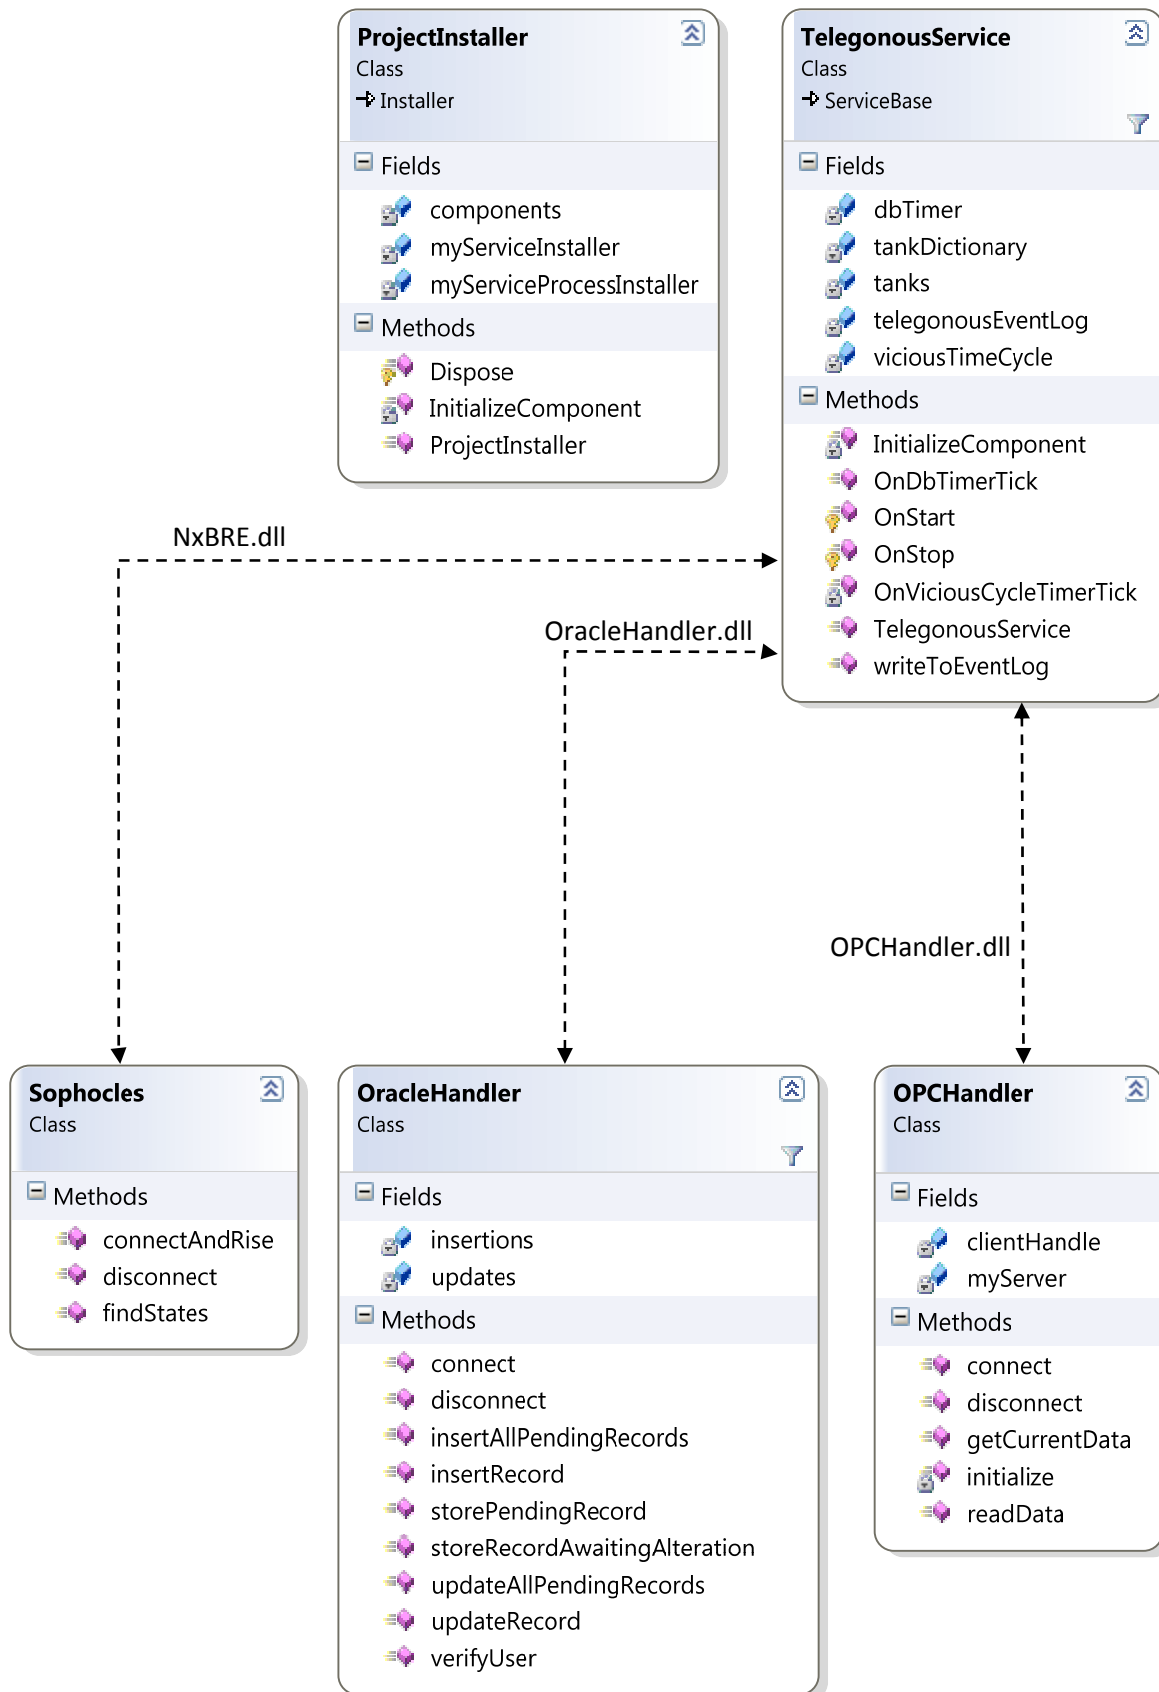 ProjectInstaller
Class
Installer
Fields
components
myServiceInstaller
myServiceProcessInstaller
Methods
Dispose
InitializeComponent
ProjectInstaller
TelegonousService
Class
ServiceBase
Fields
dbTimer
tankDictionary
tanks
telegonousEventLog
viciousTimeCycle
Methods
InitializeComponent
OnDbTimerTick
OnStart
OnStop
OnViciousCycleTimerTick
TelegonousService
writeToEventLog
NxBRE.dll
OracleHandler.dll
OPCHandler.dll
Sophocles
Class
Methods
connectAndRise
disconnect
findStates
OracleHandler
Class
Fields
insertions
updates
Methods
connect
disconnect
insertAllPendingRecords
insertRecord
storePendingRecord
storeRecordAwaitingAlteration
updateAllPendingRecords
updateRecord
verifyUser
OPCHandler
Class
Fields
clientHandle
myServer
Methods
connect
disconnect
getCurrentData
initialize
readData